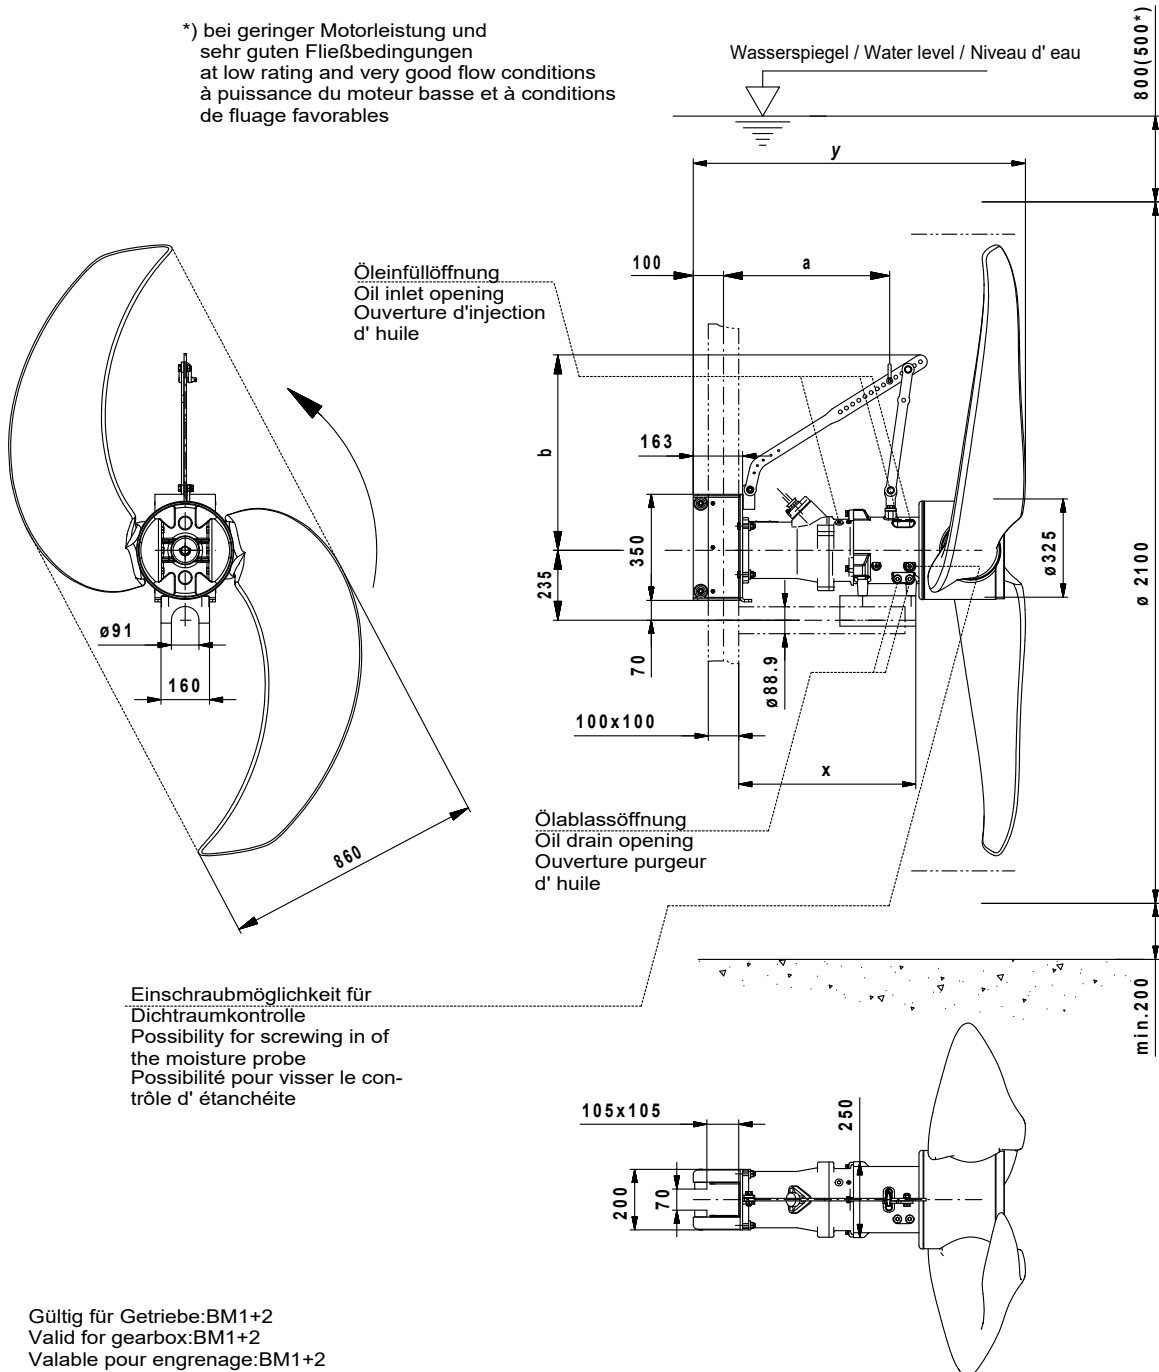 *) bei geringer Motorleistung und
sehr guten Fließbedingungen
at low rating and very good flow conditions
à puissance du moteur basse et à conditions
de fluage favorables
Wasserspiegel / Water level / Niveau d' eau
800(500*)
y
100
a
Öleinfüllöffnung
Oil inlet opening
Ouverture d'injection
d' huile
b
163
350
235
ø325
ø 2100
ø91
160
70
ø88.9
100x100
x
860
Ölablassöffnung
Oil drain opening
Ouverture purgeur
d' huile
min.200
Einschraubmöglichkeit für
Dichtraumkontrolle
Possibility for screwing in of
the moisture probe
Possibilité pour visser le con-
trôle d' étanchéite
105x105
250
200
70
Gültig für Getriebe:BM1+2
Valid for gearbox:BM1+2
Valable pour engrenage:BM1+2